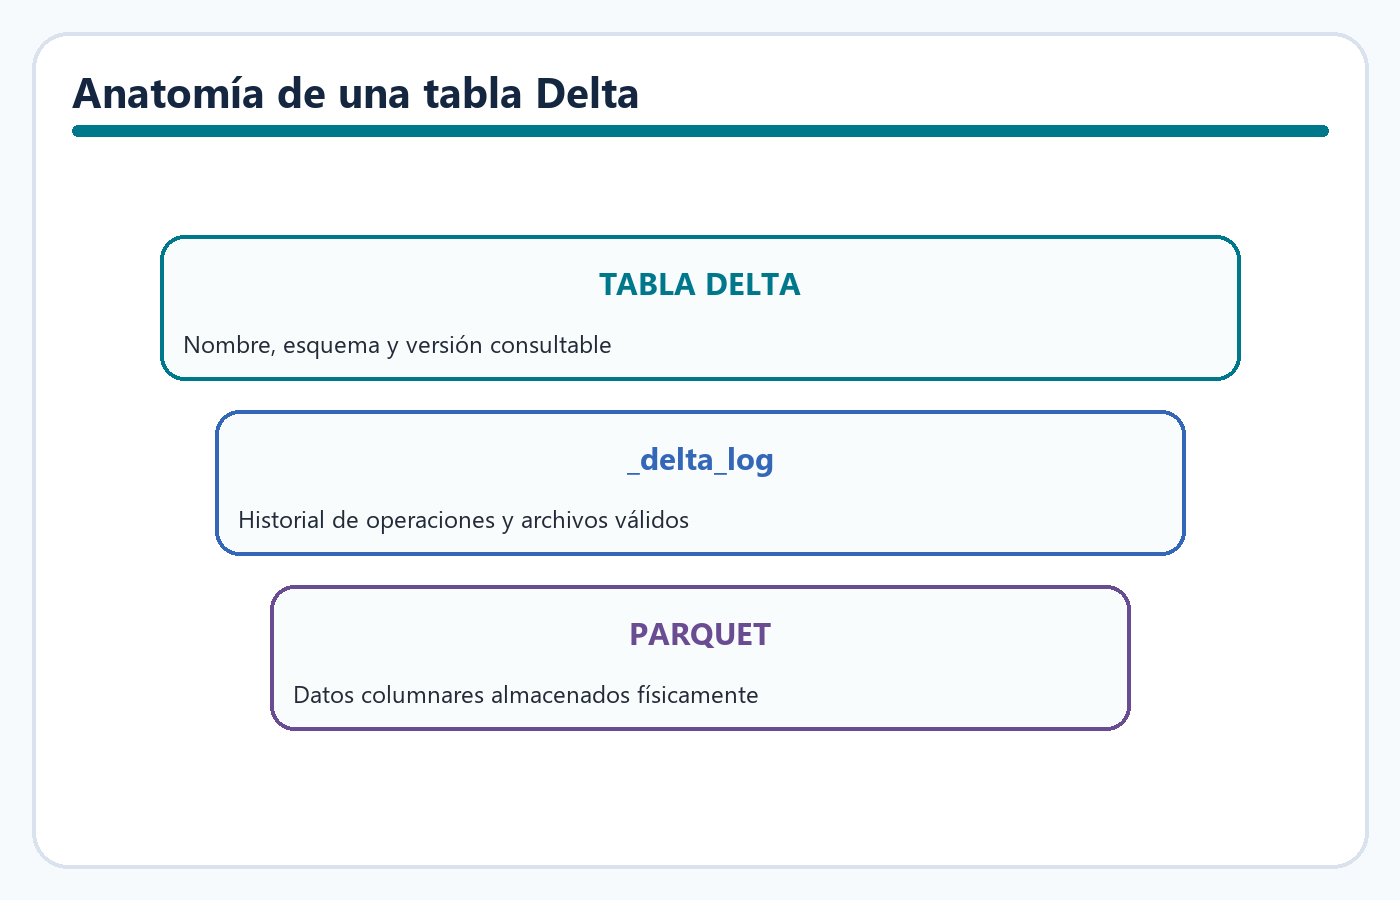 Anatomía de una tabla Delta
TABLA DELTA
Nombre, esquema y versión consultable
_delta_log
Historial de operaciones y archivos válidos
PARQUET
Datos columnares almacenados físicamente